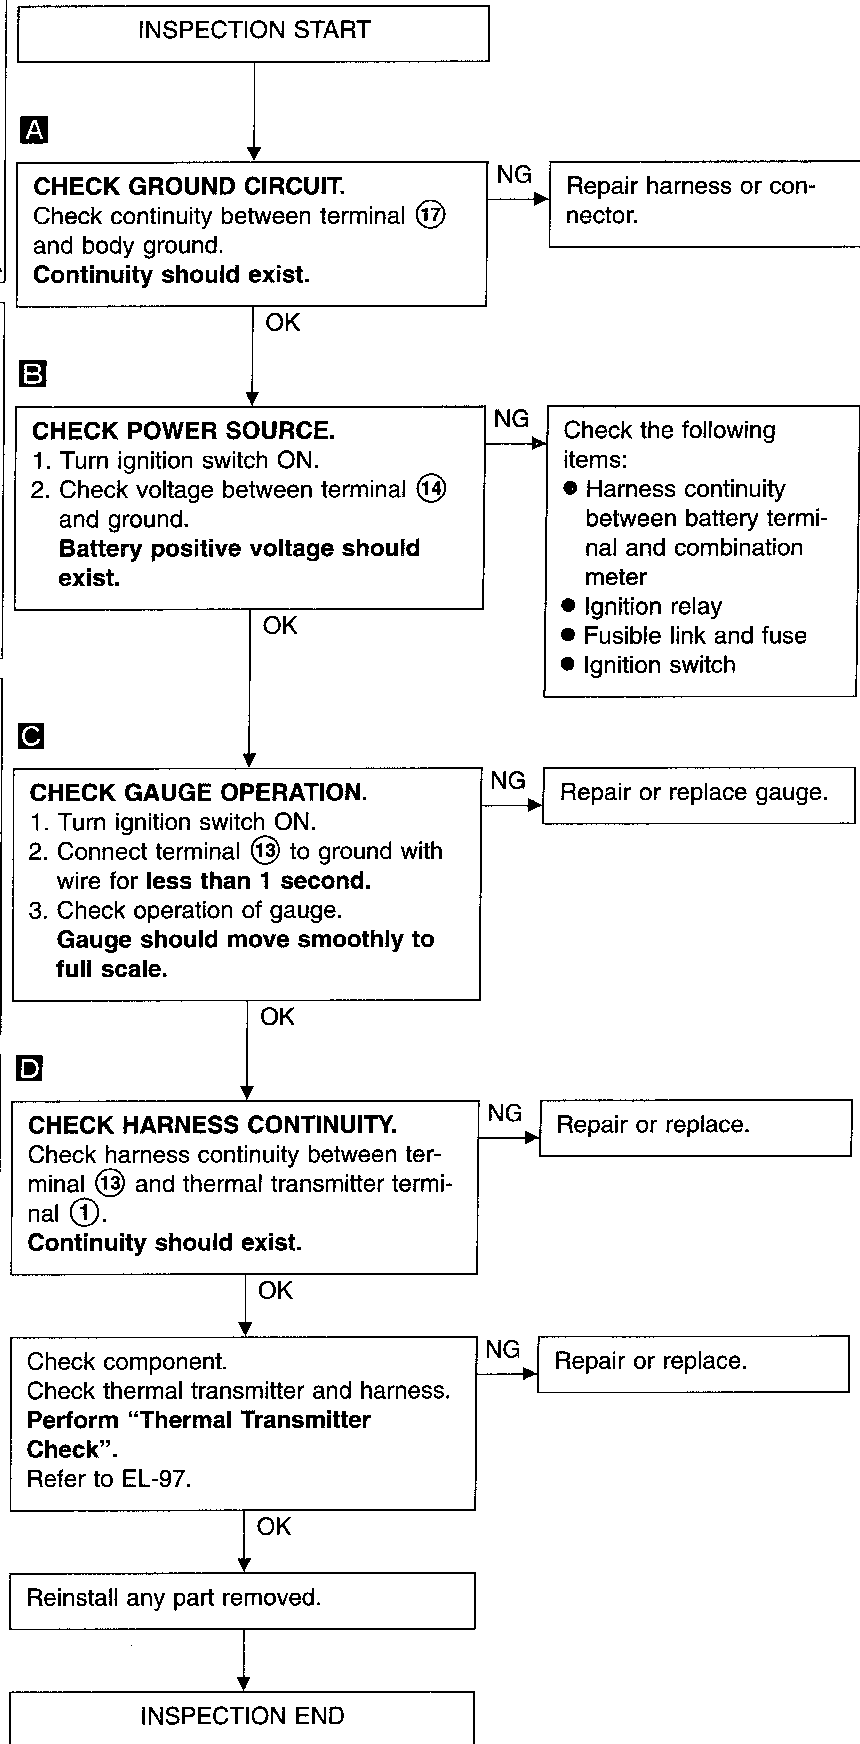 INSPECTION START
A
CHECK GROUND CIRCUIT.
Check continuity between terminal ⑰
and body ground.
Continuity should exist.
NG
Repair harness or con-
nector.
OK
B
CHECK POWER SOURCE.
1. Turn ignition switch ON.
2. Check voltage between terminal ⑭
and ground.
Battery positive voltage should
exist.
NG
Check the following
items:
● Harness continuity
between battery termi-
nal and combination
meter
● Ignition relay
● Fusible link and fuse
● Ignition switch
OK
C
CHECK GAUGE OPERATION.
1. Turn ignition switch ON.
2. Connect terminal ⑬ to ground with
wire for less than 1 second.
3. Check operation of gauge.
Gauge should move smoothly to
full scale.
NG
Repair or replace gauge.
OK
D
CHECK HARNESS CONTINUITY.
Check harness continuity between ter-
minal ⑬ and thermal transmitter termi-
nal ①.
Continuity should exist.
NG
Repair or replace.
OK
Check component.
Check thermal transmitter and harness.
Perform “Thermal Transmitter
Check”.
Refer to EL-97.
NG
Repair or replace.
OK
Reinstall any part removed.
INSPECTION END